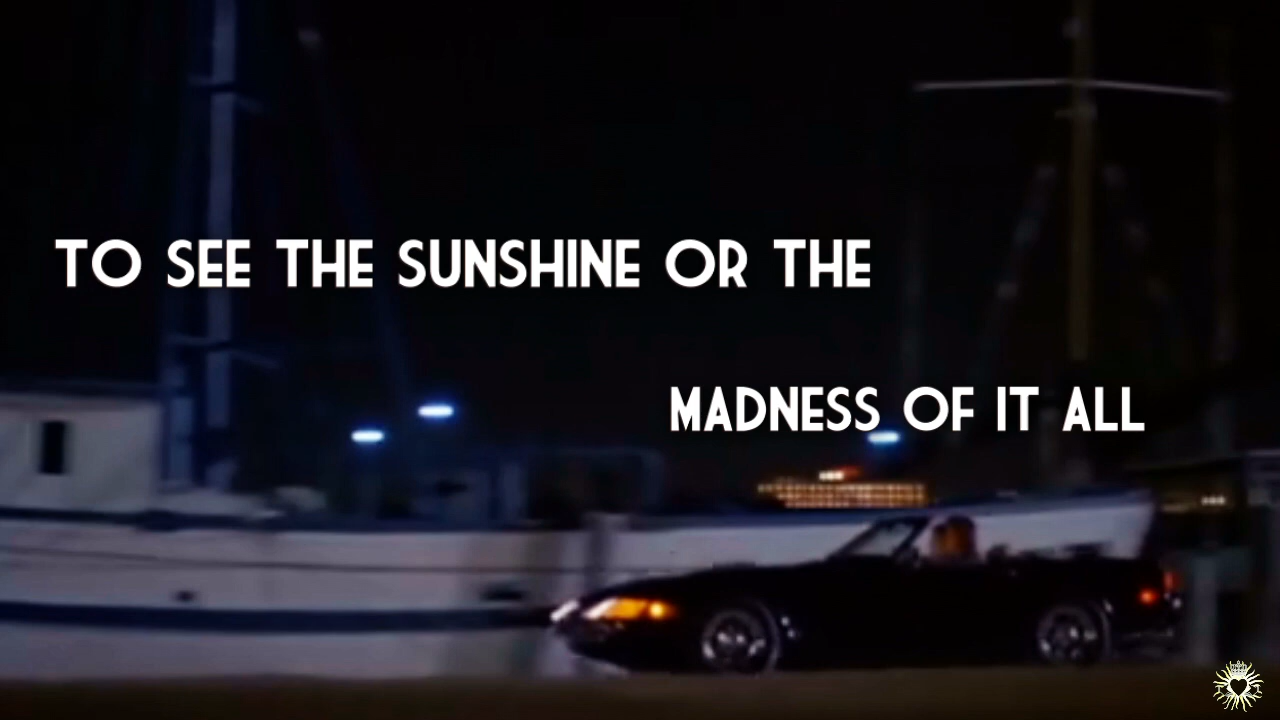 TO SEE THE SUNSHINE OR THE
MADNESS OF IT ALL